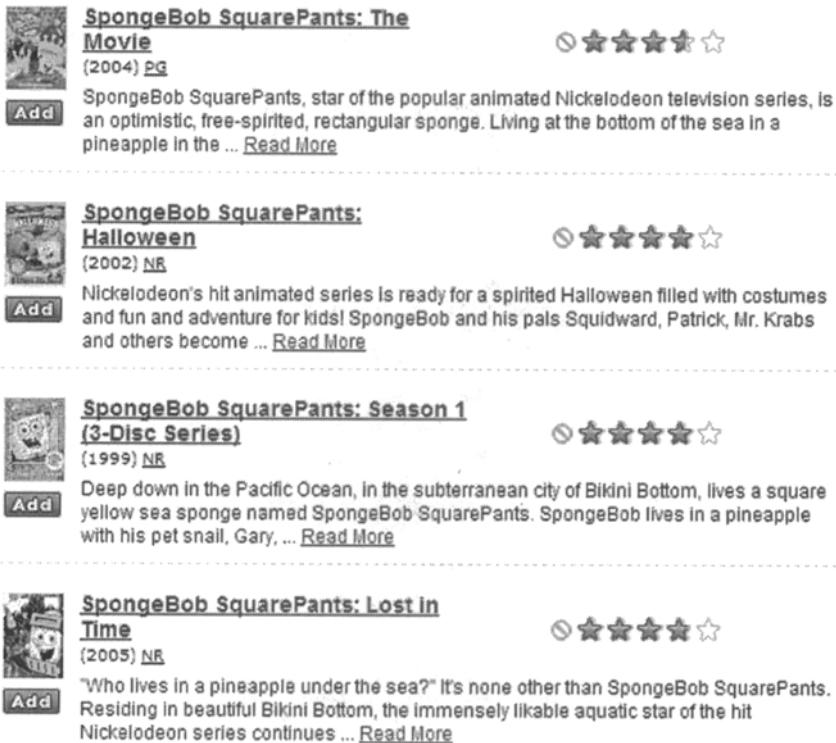 SpongeBob SquarePants: The
Movie
(2004) PG
Add
SpongeBob SquarePants, star of the popular animated Nickelodeon television series, is
an optimistic, free-spirited, rectangular sponge. Living at the bottom of the sea in a
pineapple in the ... Read More
SpongeBob SquarePants:
Halloween
(2002) NR
Add
Nickelodeon's hit animated series is ready for a spirited Halloween filled with costumes
and fun and adventure for kids! SpongeBob and his pals Squidward, Patrick, Mr. Krabs
and others become ... Read More
SpongeBob SquarePants: Season 1
(3-Disc Series)
(1999) NR
Add
Deep down in the Pacific Ocean, in the subterranean city of Bikini Bottom, lives a square
yellow sea sponge named SpongeBob SquarePants. SpongeBob lives in a pineapple
with his pet snail, Gary, ... Read More
SpongeBob SquarePants: Lost in
Time
(2005) NR
Add
"Who lives in a pineapple under the sea?" It's none other than SpongeBob SquarePants.
Residing in beautiful Bikini Bottom, the immensely likable aquatic star of the hit
Nickelodeon series continues ... Read More